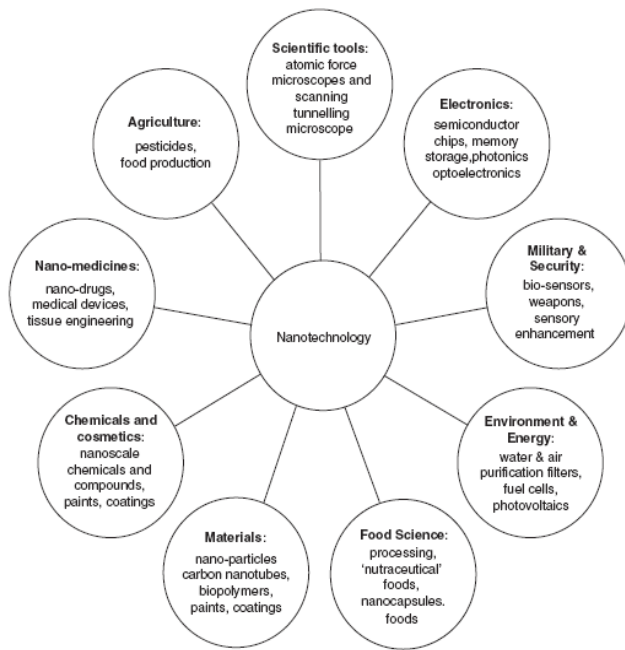 Scientific tools:
atomic force
microscopes and
scanning
tunnelling
microscope
Electronics:
semiconductor
chips, memory
storage,photonics
optoelectronics
Agriculture:
pesticides,
food production
Military &
Security:
bio-sensors,
weapons,
sensory
enhancement
Nano-medicines:
nano-drugs,
medical devices,
tissue engineering
Nanotechnology
Chemicals and
cosmetics:
nanoscale
chemicals and
compounds,
paints, coatings
Environment &
Energy:
water & air
purification filters,
fuel cells,
photovoltaics
Materials:
nano-particles
carbon nanotubes,
biopolymers,
paints, coatings
Food Science:
processing,
‘nutraceutical’
foods,
nanocapsules.
foods